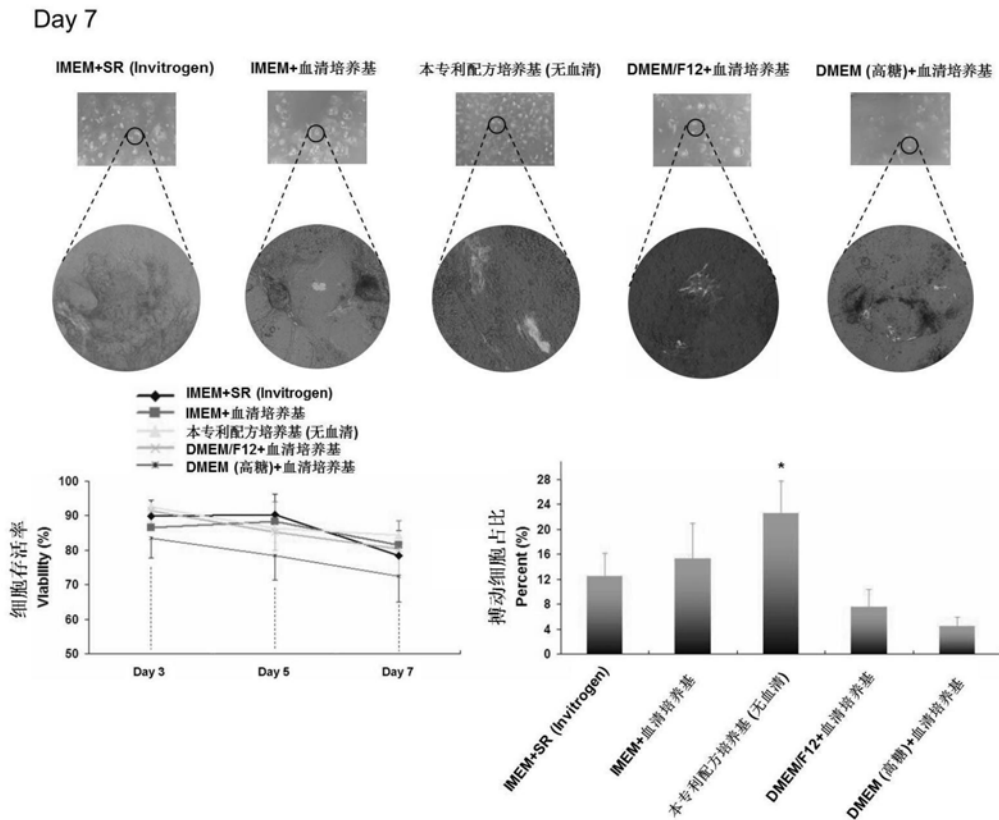 Day 7
IMEM+SR (Invitrogen)
IMEM+血清培养基
本专利配方培养基 (无血清)
DMEM/F12+血清培养基
DMEM (高糖)+血清培养基
IMEM+SR (Invitrogen)
IMEM+血清培养基
本专利配方培养基 (无血清)
DMEM/F12+血清培养基
DMEM (高糖)+血清培养基
细胞存活率
Viability (%)
100
90
80
70
60
50
Day 3
Day 5
Day 7
搏动细胞占比
Percent (%)
28
24
20
16
12
8
4
0
*
IMEM+SR (Invitrogen)
IMEM+血清培养基
本专利配方培养基 (无血清)
DMEM/F12+血清培养基
DMEM (高糖)+血清培养基